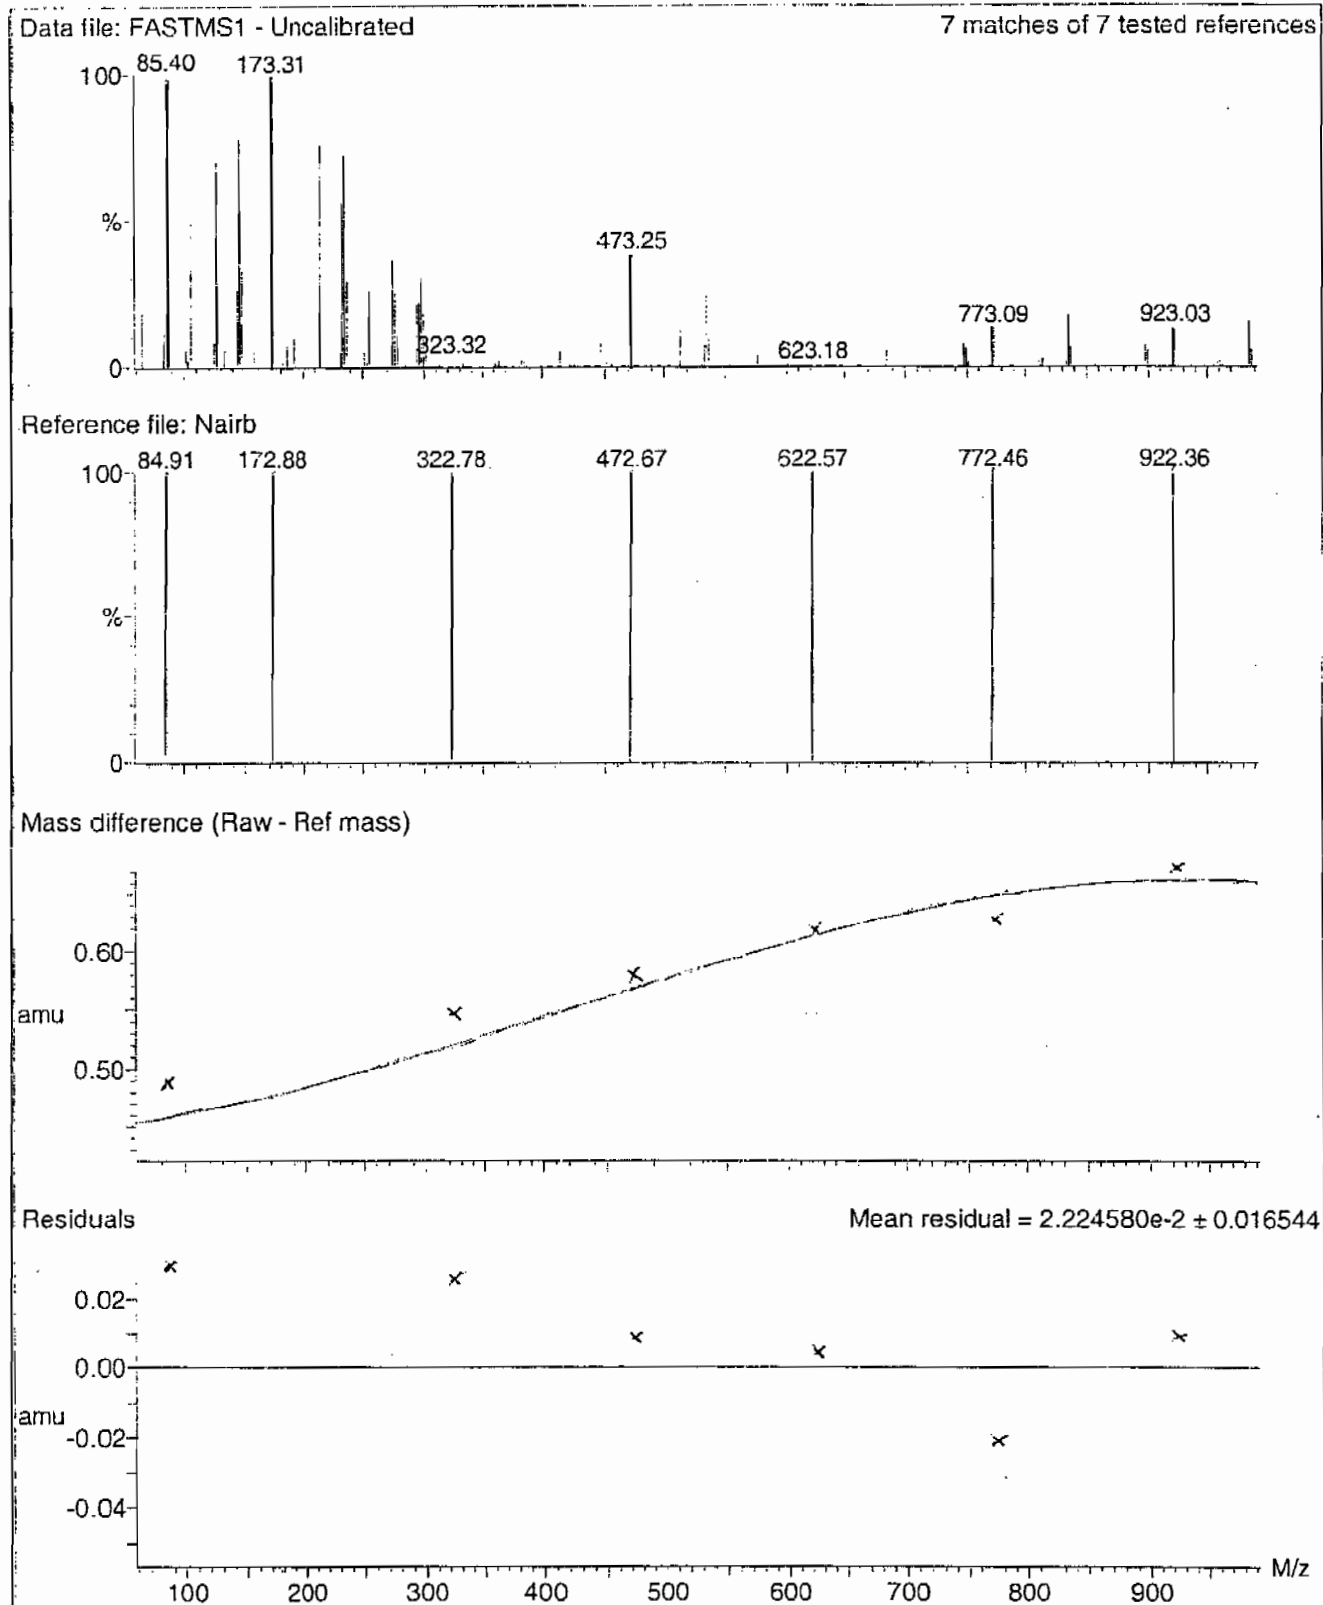 Data file: FASTMS1 - Uncalibrated 7 matches of 7 tested references
85.40 173.31
100
%
473.25
773.09 923.03
323.32 623.18
0
Reference file: Nairb
84.91 172.88 322.78 472.67 622.57 772.46 922.36
100
%
0
Mass difference (Raw - Ref mass)
0.60
amu
0.50
Residuals Mean residual = 2.224580e-2 ± 0.016544
0.02
0.00
amu
-0.02
-0.04
M/z
100 200 300 400 500 600 700 800 900